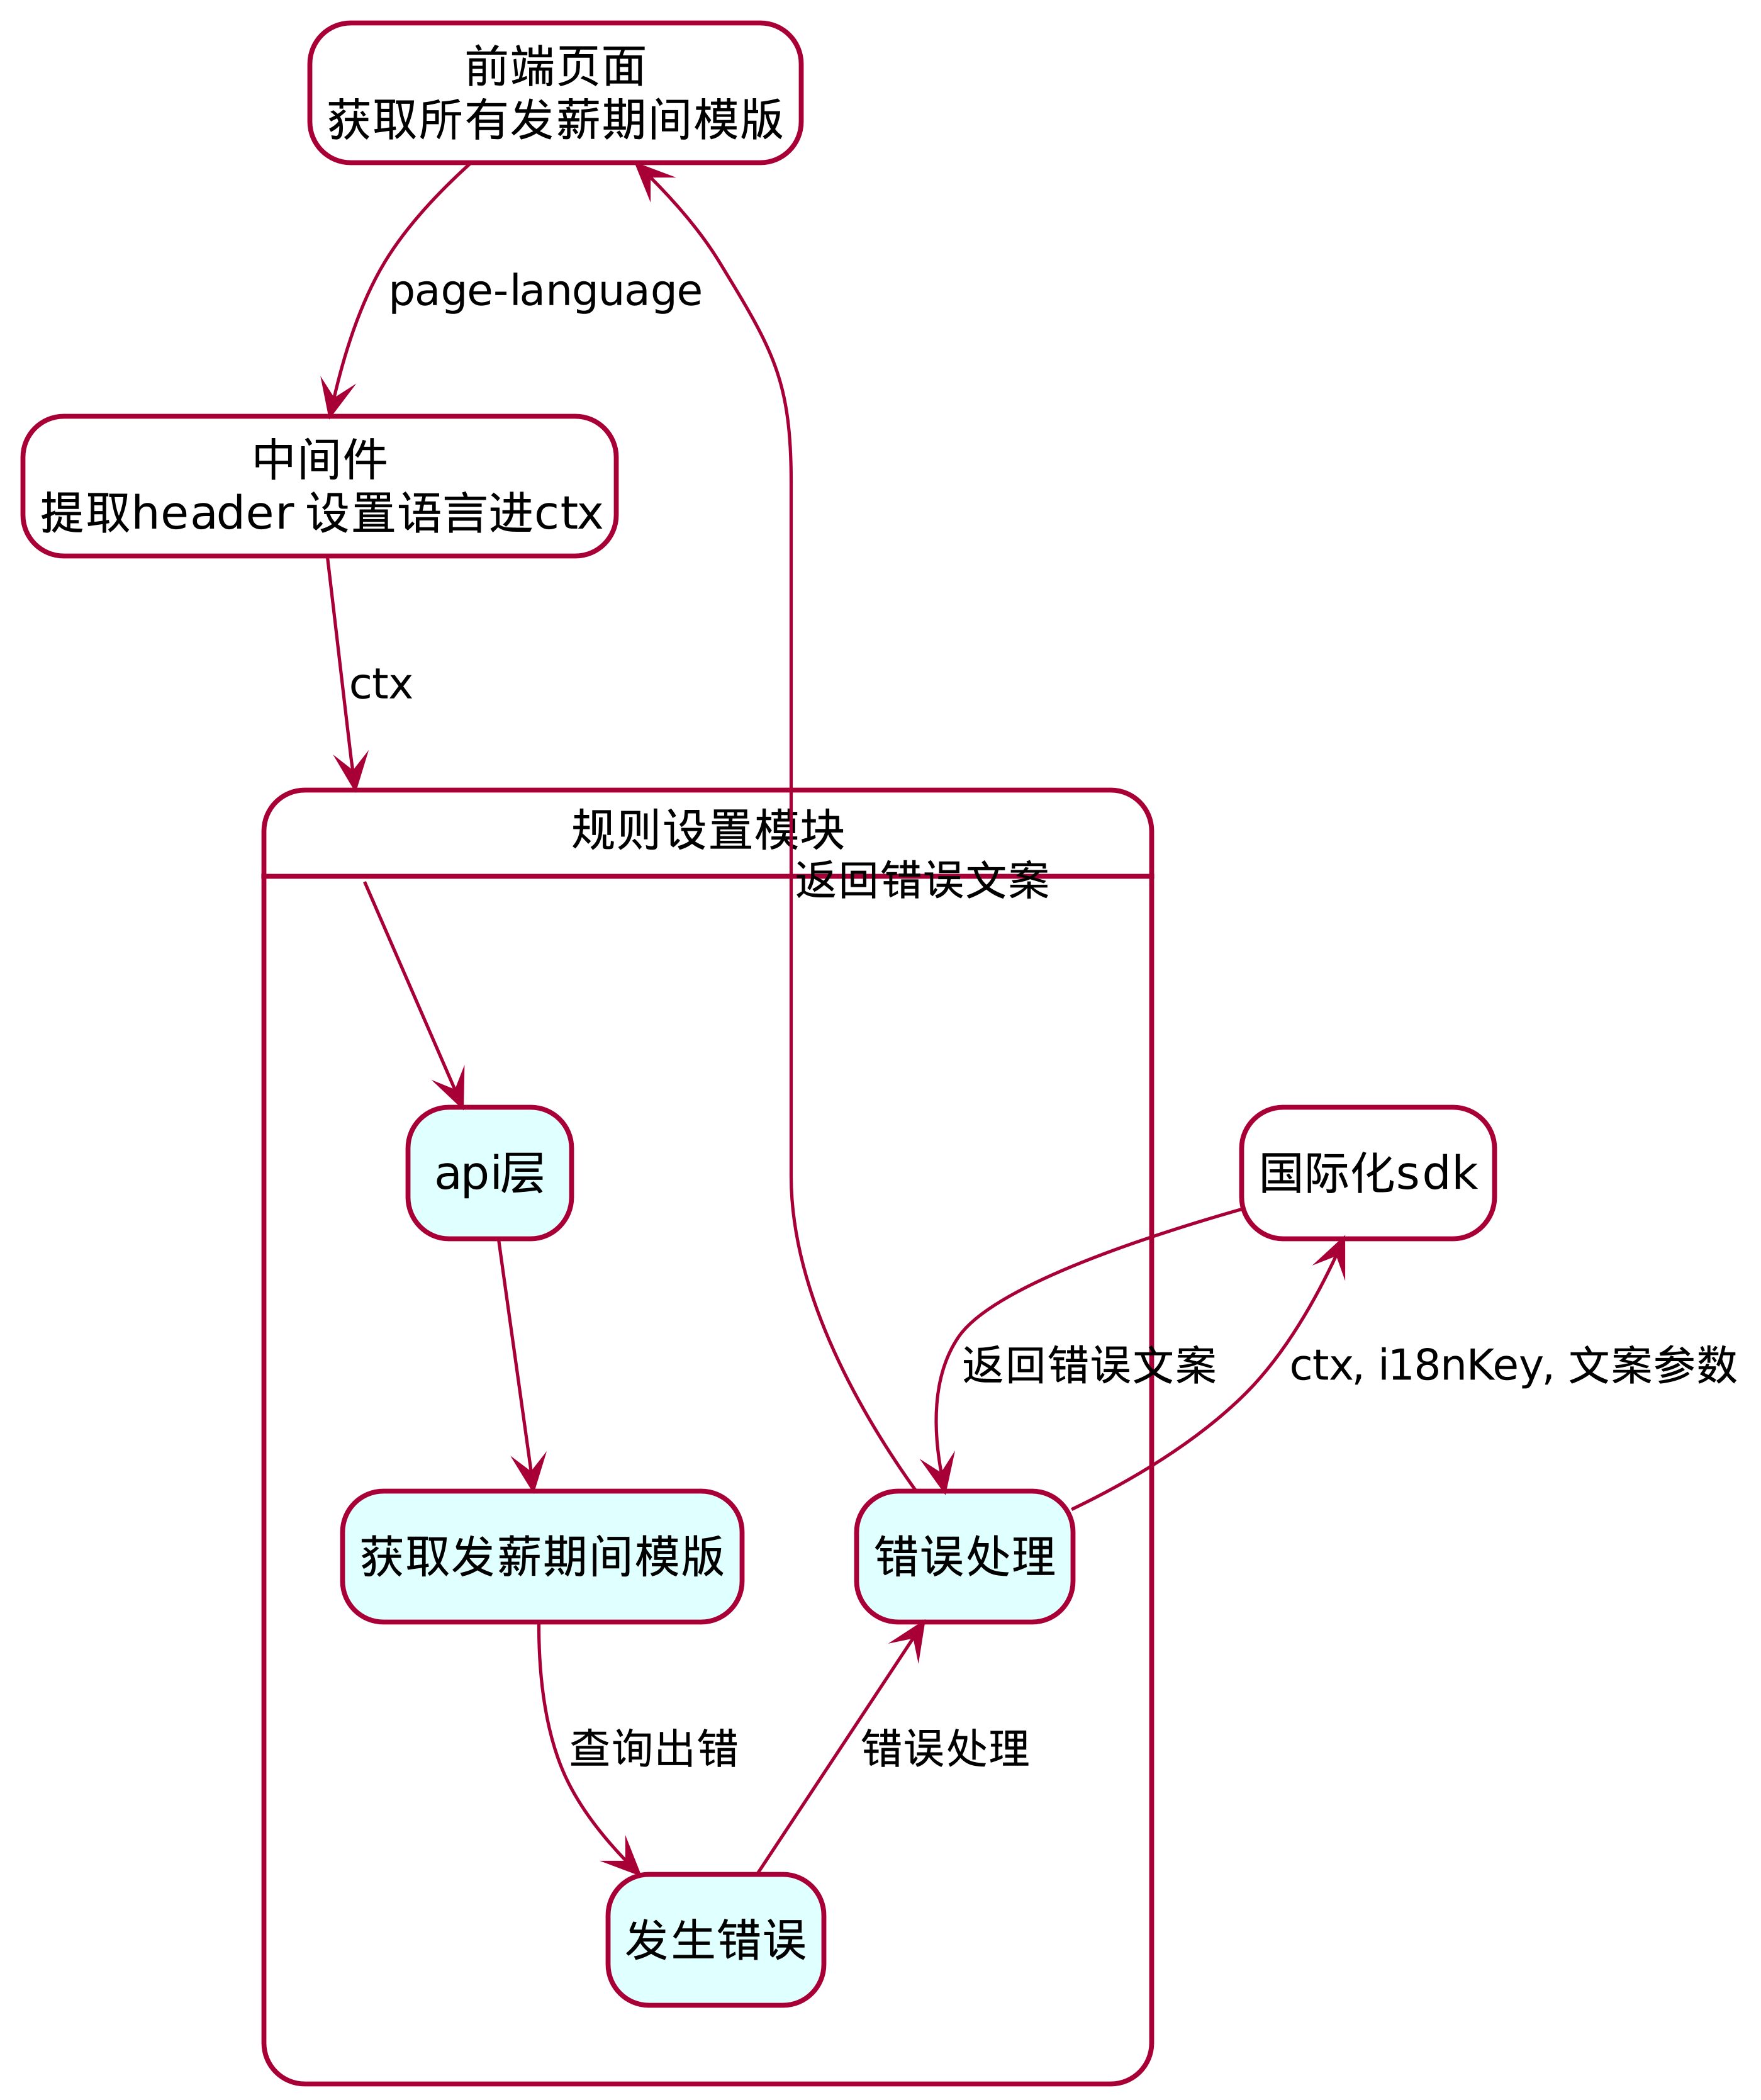 前端页面
获取所有发薪期间模版
page-language
中间件
提取header 设置语言进ctx
ctx
规则设置模块
返回错误文案
api层
国际化sdk
返回错误文案
ctx, i18nKey, 文案参数
获取发薪期间模版
错误处理
查询出错
错误处理
发生错误